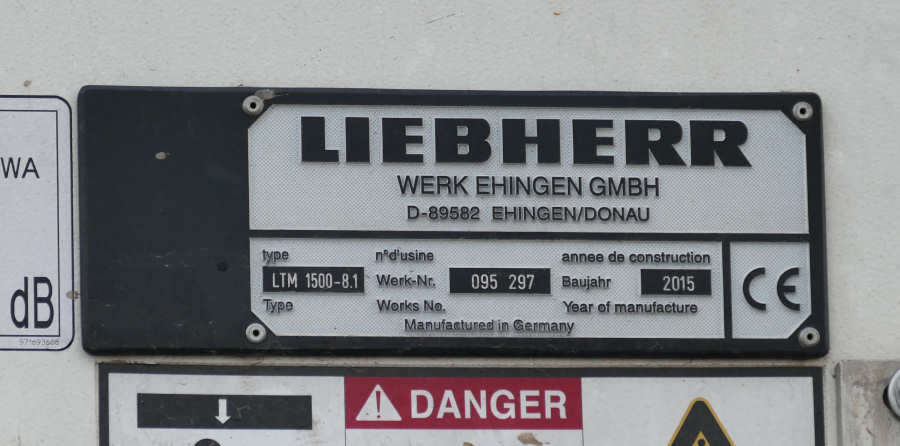 WA
dB
971693608
LIEBHERR
WERK EHINGEN GMBH
D-89582 EHINGEN/DONAU
type n°d'usine annee de construction
LTM 1500-8.1 Werk-Nr. 095 297 Baujahr 2015
Type Works No. Year of manufacture
Manufactured in Germany
CE
DANGER